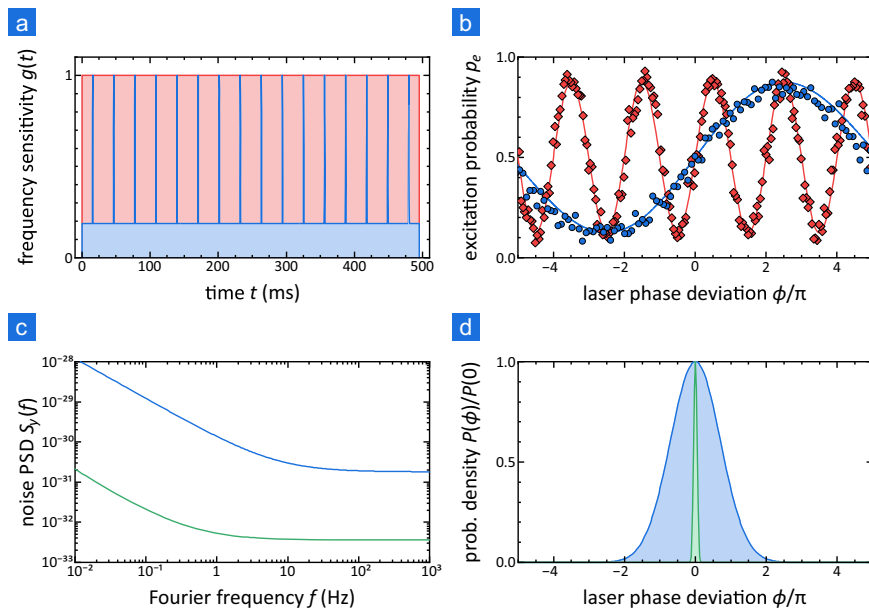 a
frequency sensitivity g(t)
1
0
0 100 200 300 400 500
time t (ms)
b
excitation probability pₑ
1.0
0.5
0.0
−4 −2 0 2 4
laser phase deviation ϕ/π
c
noise PSD Sᵧ(f)
10⁻²⁸
10⁻²⁹
10⁻³⁰
10⁻³¹
10⁻³²
10⁻³³
10⁻² 10⁻¹ 1 10 10² 10³
Fourier frequency f (Hz)
d
prob. density P(ϕ)/P(0)
1.0
0.5
0.0
−4 −2 0 2 4
laser phase deviation ϕ/π